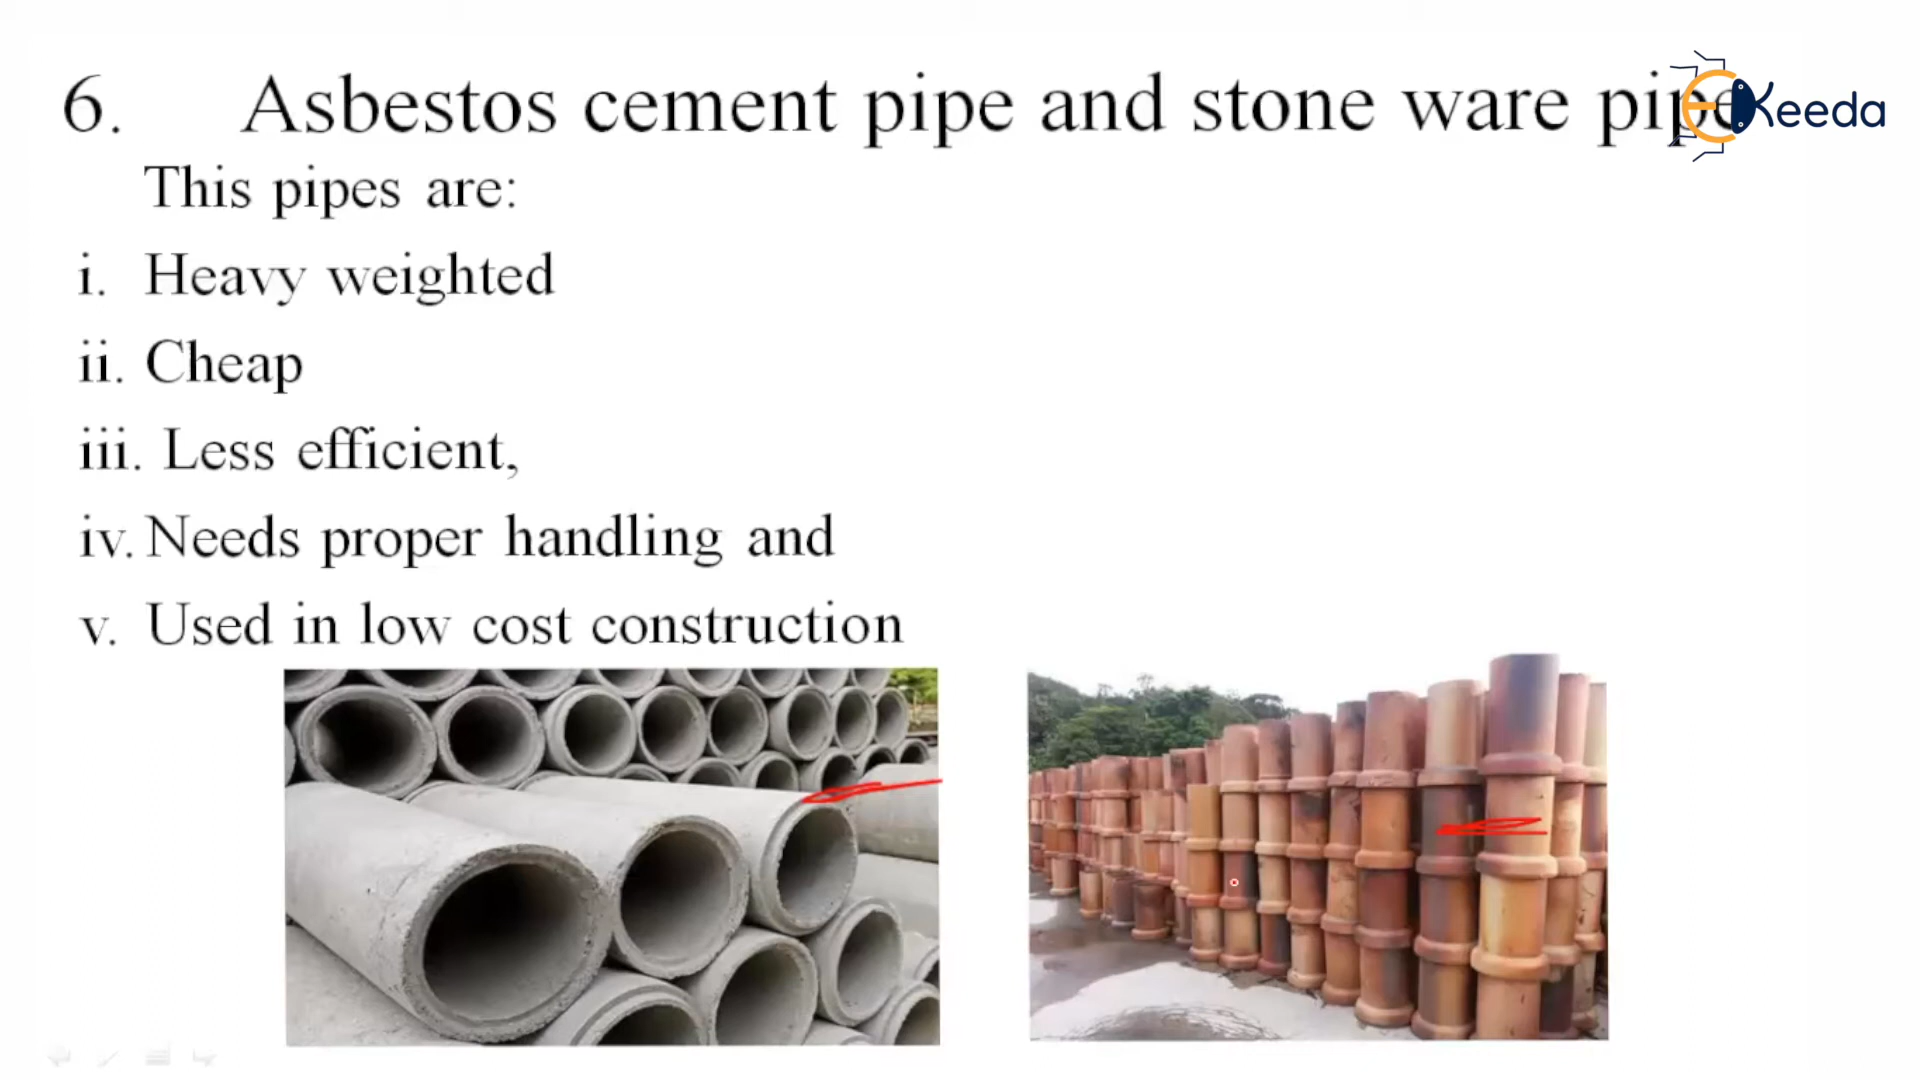 6. Asbestos cement pipe and stone ware pipe
Keeda
This pipes are:
i. Heavy weighted
ii. Cheap
iii. Less efficient,
iv. Needs proper handling and
v. Used in low cost construction